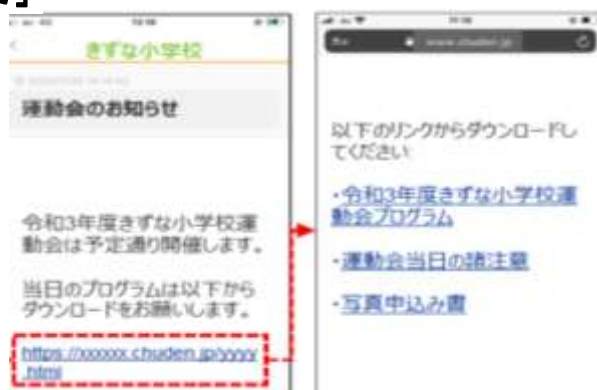 きずな小学校
運動会のお知らせ
令和3年度きずな小学校運
動会は予定通り開催します。
当日のプログラムは以下から
ダウンロードをお願いします。
https://xxxxxx.chuden.jp/yyyy
.html
www.chuden.jp
以下のリンクからダウンロードし
てください
・令和3年度きずな小学校運
動会プログラム
・運動会当日の諸注意
・写真申込み書